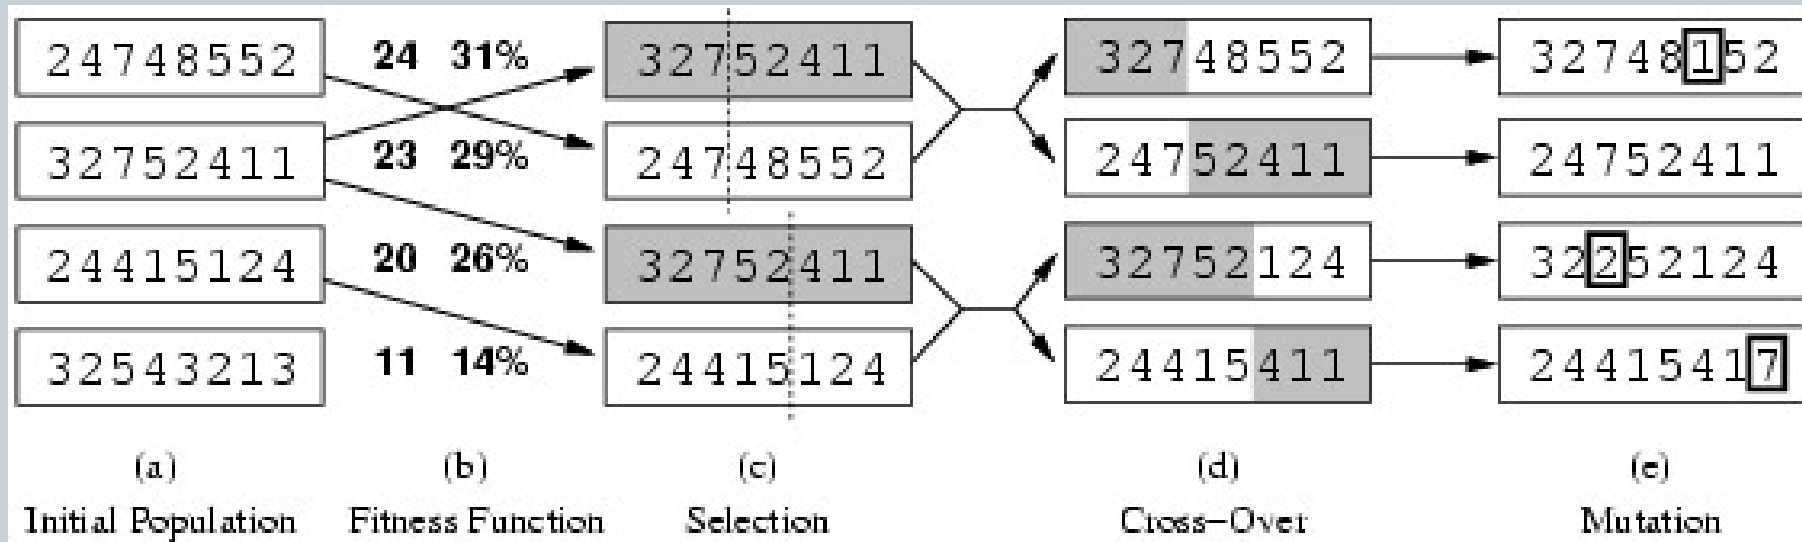 24748552 24 31% 32752411 32748552 32748152
32752411 23 29% 24748552 24752411 24752411
24415124 20 26% 32752411 32752124 32252124
32543213 11 14% 24415124 24415411 24415417
(a) (b) (c) (d) (e)
Initial Population Fitness Function Selection Cross-Over Mutation